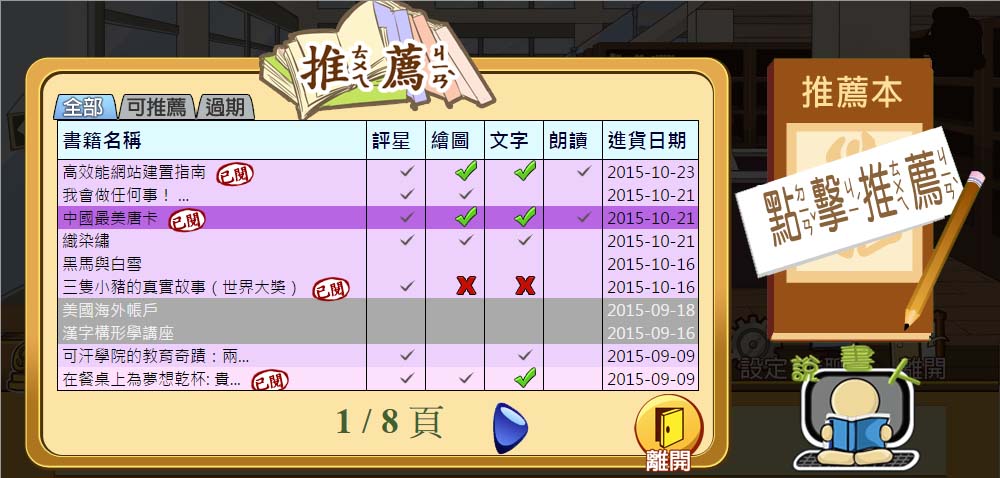 推薦
ㄊㄨㄟ ㄐㄧㄢˋ
全部 可推薦 過期
書籍名稱 評星 繪圖 文字 朗讀 進貨日期
高效能網站建置指南 已閱 2015-10-23
我會做任何事！ ... 2015-10-21
中國最美唐卡 已閱 2015-10-21
織染繡 2015-10-21
黑馬與白雪 2015-10-16
三隻小豬的真實故事（世界大獎） 已閱 X X 2015-10-16
美國海外帳戶 2015-09-18
漢字構形學講座 2015-09-16
可汗學院的教育奇蹟：兩... 2015-09-09
在餐桌上為夢想乾杯: 貴... 已閱 2015-09-09
1 / 8 頁
離開
推薦本
點擊推薦
ㄉㄧㄢˇ ㄐㄧˊ ㄊㄨㄟ ㄐㄧㄢˋ
設定
離開
說書人